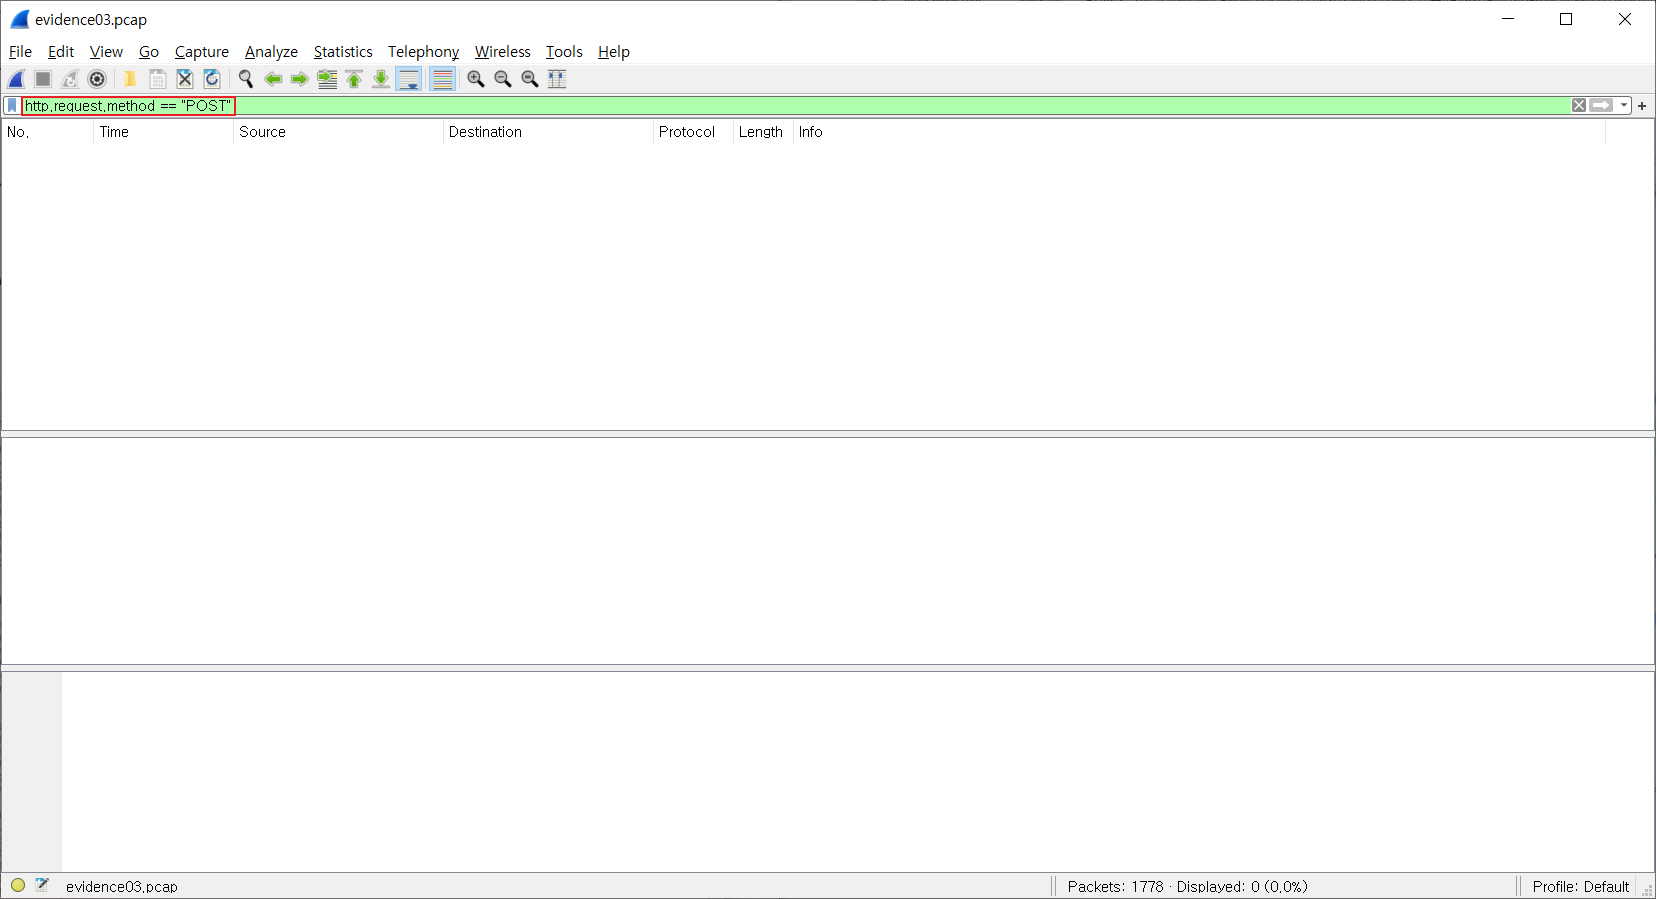 evidence03.pcap
File Edit View Go Capture Analyze Statistics Telephony Wireless Tools Help
http.request.method == "POST"
No. Time Source Destination Protocol Length Info
evidence03.pcap Packets: 1778 · Displayed: 0 (0.0%) Profile: Default